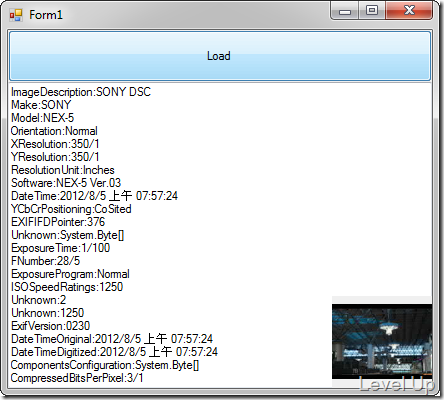 Form1
Load
ImageDescription:SONY DSC
Make:SONY
Model:NEX-5
Orientation:Normal
XResolution:350/1
YResolution:350/1
ResolutionUnit:Inches
Software:NEX-5 Ver.03
DateTime:2012/8/5 上午 07:57:24
YCbCrPositioning:CoSited
EXIFIFDPointer:376
Unknown:System.Byte[]
ExposureTime:1/100
FNumber:28/5
ExposureProgram:Normal
ISOSpeedRatings:1250
Unknown:2
Unknown:1250
ExifVersion:0230
DateTimeOriginal:2012/8/5 上午 07:57:24
DateTimeDigitized:2012/8/5 上午 07:57:24
ComponentsConfiguration:System.Byte[]
CompressedBitsPerPixel:3/1
Level Up